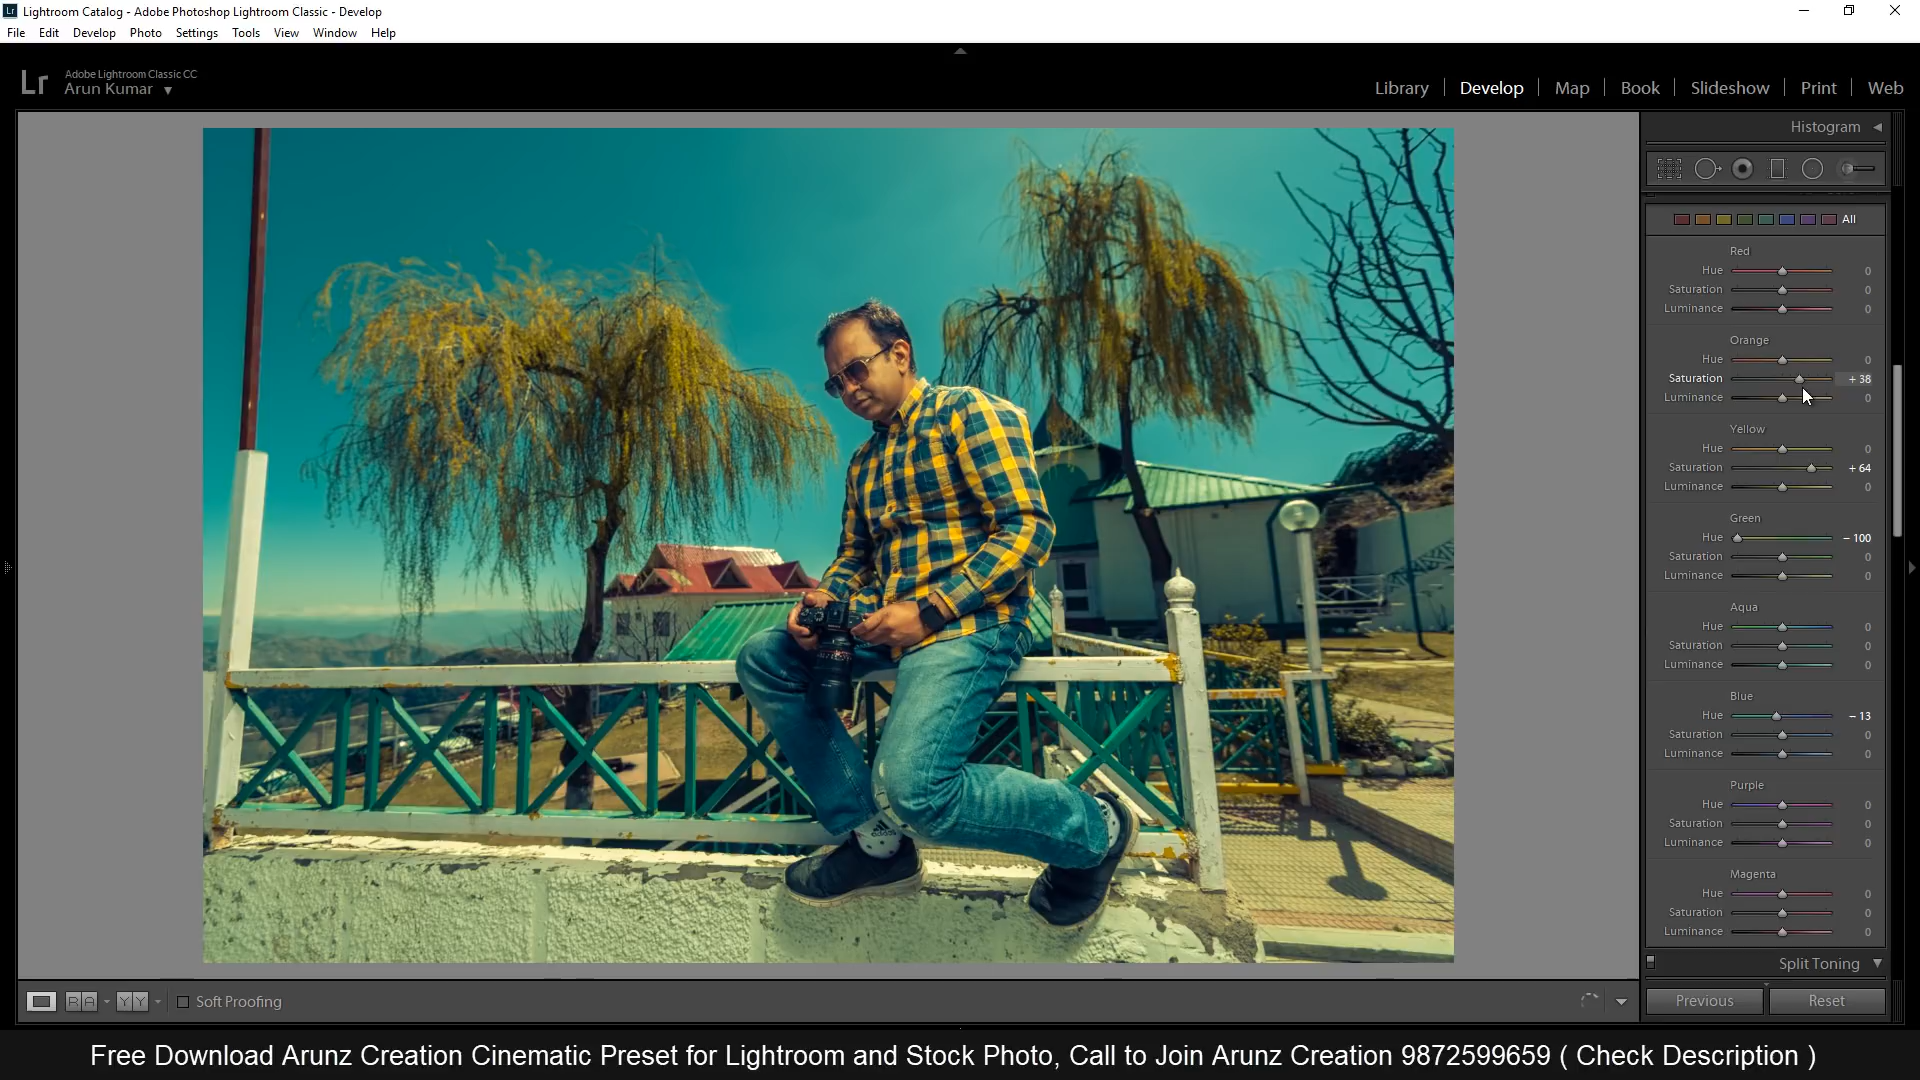 Lr Lightroom Catalog - Adobe Photoshop Lightroom Classic - Develop
File Edit Develop Photo Settings Tools View Window Help
Lr Adobe Lightroom Classic CC
Arun Kumar
Library Develop Map Book Slideshow Print Web
Histogram
All
Red
Hue 0
Saturation 0
Luminance 0
Orange
Hue 0
Saturation + 38
Luminance 0
Yellow
Hue 0
Saturation + 64
Luminance 0
Green
Hue – 100
Saturation 0
Luminance 0
Aqua
Hue 0
Saturation 0
Luminance 0
Blue
Hue – 13
Saturation 0
Luminance 0
Purple
Hue 0
Saturation 0
Luminance 0
Magenta
Hue 0
Saturation 0
Luminance 0
Split Toning
adidas
R A Y Y Soft Proofing
Previous Reset
Free Download Arunz Creation Cinematic Preset for Lightroom and Stock Photo, Call to Join Arunz Creation 9872599659 ( Check Description )